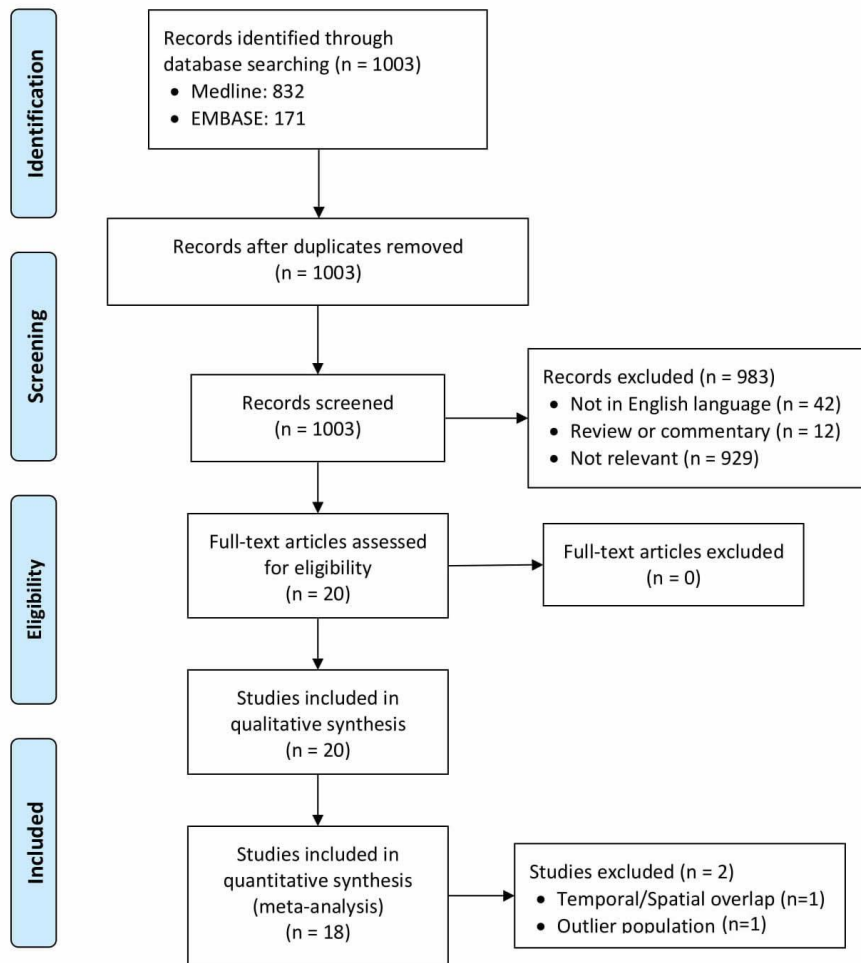 Identification
Records identified through
database searching (n = 1003)
• Medline: 832
• EMBASE: 171
Records after duplicates removed
(n = 1003)
Screening
Records screened
(n = 1003)
Records excluded (n = 983)
• Not in English language (n = 42)
• Review or commentary (n = 12)
• Not relevant (n = 929)
Eligibility
Full-text articles assessed
for eligibility
(n = 20)
Full-text articles excluded
(n = 0)
Studies included in
qualitative synthesis
(n = 20)
Included
Studies included in
quantitative synthesis
(meta-analysis)
(n = 18)
Studies excluded (n = 2)
• Temporal/Spatial overlap (n=1)
• Outlier population (n=1)